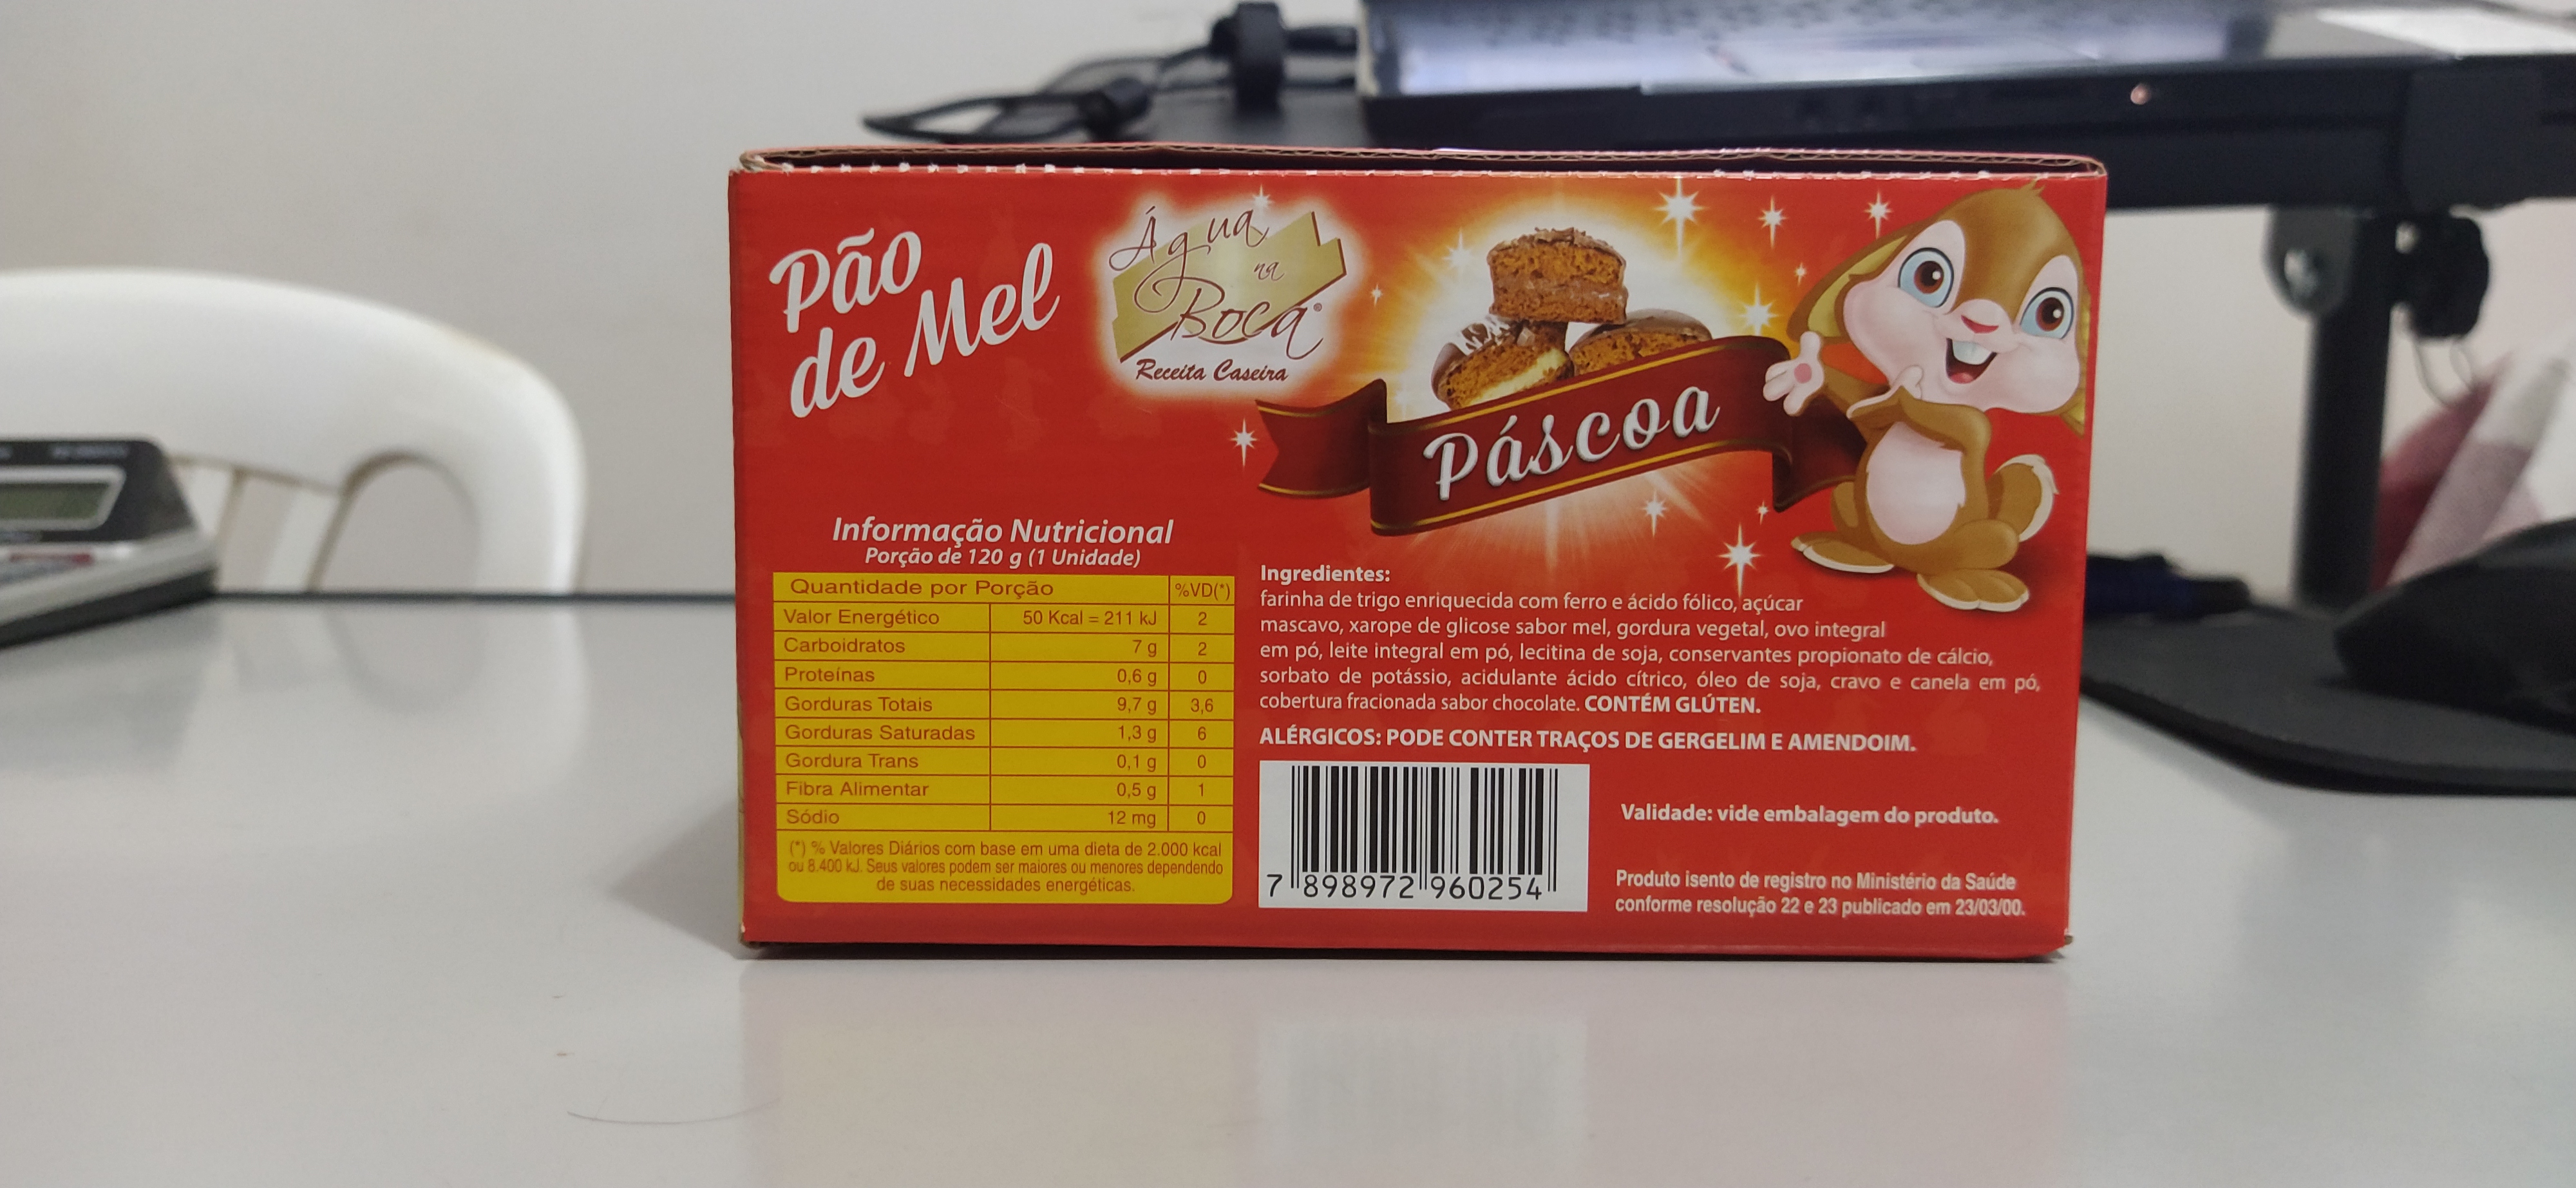 Pão
de Mel
Água
na
Boca®
Receita Caseira
Páscoa
Informação Nutricional
Porção de 120 g (1 Unidade)
Quantidade por Porção %VD(*)
Valor Energético 50 Kcal = 211 kJ 2
Carboidratos 7 g 2
Proteínas 0,6 g 0
Gorduras Totais 9,7 g 3,6
Gorduras Saturadas 1,3 g 6
Gordura Trans 0,1 g 0
Fibra Alimentar 0,5 g 1
Sódio 12 mg 0
(*) % Valores Diários com base em uma dieta de 2.000 kcal
ou 8.400 kJ. Seus valores podem ser maiores ou menores dependendo
de suas necessidades energéticas.
Ingredientes:
farinha de trigo enriquecida com ferro e ácido fólico, açúcar
mascavo, xarope de glicose sabor mel, gordura vegetal, ovo integral
em pó, leite integral em pó, lecitina de soja, conservantes propionato de cálcio,
sorbato de potássio, acidulante ácido cítrico, óleo de soja, cravo e canela em pó,
cobertura fracionada sabor chocolate. CONTÉM GLÚTEN.
ALÉRGICOS: PODE CONTER TRAÇOS DE GERGELIM E AMENDOIM.
7 898972 960254
Validade: vide embalagem do produto.
Produto isento de registro no Ministério da Saúde
conforme resolução 22 e 23 publicado em 23/03/00.